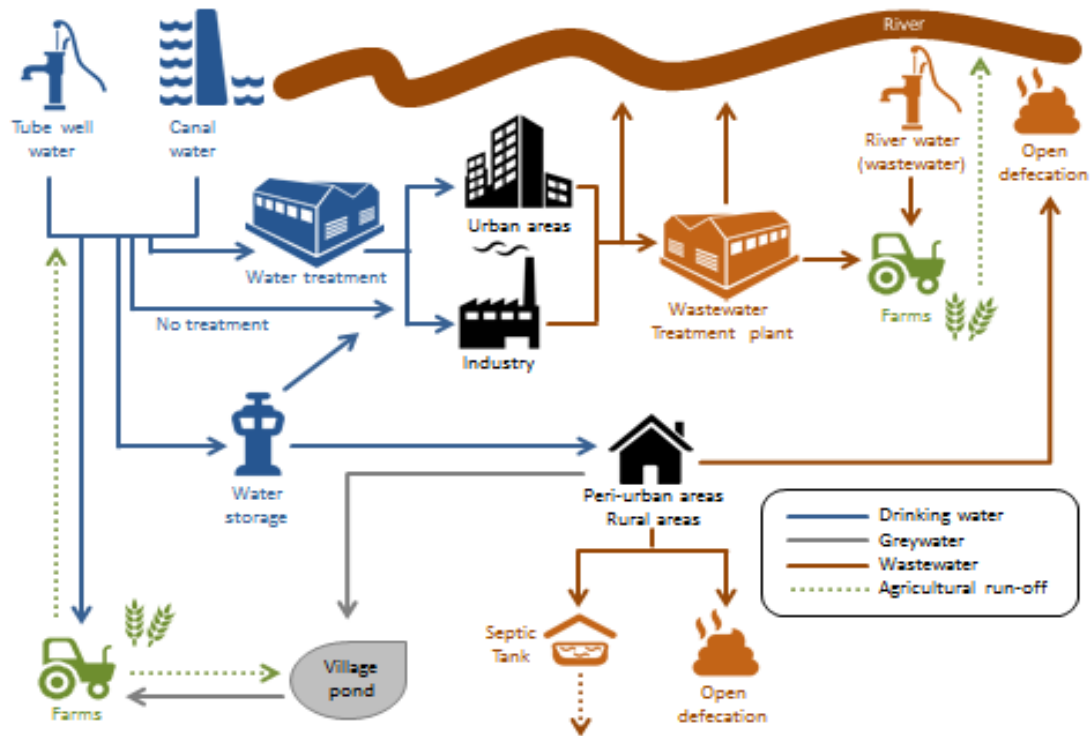 River
Tube well
water
Canal
water
River water
(wastewater)
Open
defecation
Urban areas
Water treatment
No treatment
Industry
Wastewater
Treatment plant
Farms
Water
storage
Peri-urban areas
Rural areas
Drinking water
Greywater
Wastewater
Agricultural run-off
Septic
Tank
Open
defecation
Village
pond
Farms